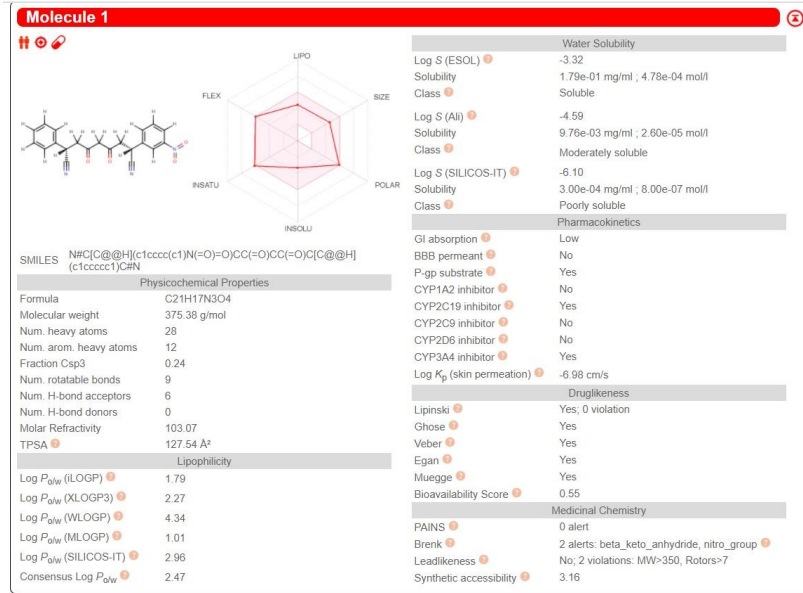 Molecule 1
LIPO
FLEX
SIZE
INSATU
POLAR
INSOLU
SMILES N#C[C@@H](c1cccc(c1)N(=O)=O)CC(=O)CC(=O)C[C@@H]
(c1ccccc1)C#N
Physicochemical Properties
Formula C21H17N3O4
Molecular weight 375.38 g/mol
Num. heavy atoms 28
Num. arom. heavy atoms 12
Fraction Csp3 0.24
Num. rotatable bonds 9
Num. H-bond acceptors 6
Num. H-bond donors 0
Molar Refractivity 103.07
TPSA 127.54 Å²
Lipophilicity
Log Po/w (iLOGP) 1.79
Log Po/w (XLOGP3) 2.27
Log Po/w (WLOGP) 4.34
Log Po/w (MLOGP) 1.01
Log Po/w (SILICOS-IT) 2.96
Consensus Log Po/w 2.47
Water Solubility
Log S (ESOL) -3.32
Solubility 1.79e-01 mg/ml ; 4.78e-04 mol/l
Class Soluble
Log S (Ali) -4.59
Solubility 9.76e-03 mg/ml ; 2.60e-05 mol/l
Class Moderately soluble
Log S (SILICOS-IT) -6.10
Solubility 3.00e-04 mg/ml ; 8.00e-07 mol/l
Class Poorly soluble
Pharmacokinetics
GI absorption Low
BBB permeant No
P-gp substrate Yes
CYP1A2 inhibitor No
CYP2C19 inhibitor Yes
CYP2C9 inhibitor No
CYP2D6 inhibitor No
CYP3A4 inhibitor Yes
Log Kp (skin permeation) -6.98 cm/s
Druglikeness
Lipinski Yes; 0 violation
Ghose Yes
Veber Yes
Egan Yes
Muegge Yes
Bioavailability Score 0.55
Medicinal Chemistry
PAINS 0 alert
Brenk 2 alerts: beta_keto_anhydride, nitro_group
Leadlikeness No; 2 violations: MW>350, Rotors>7
Synthetic accessibility 3.16